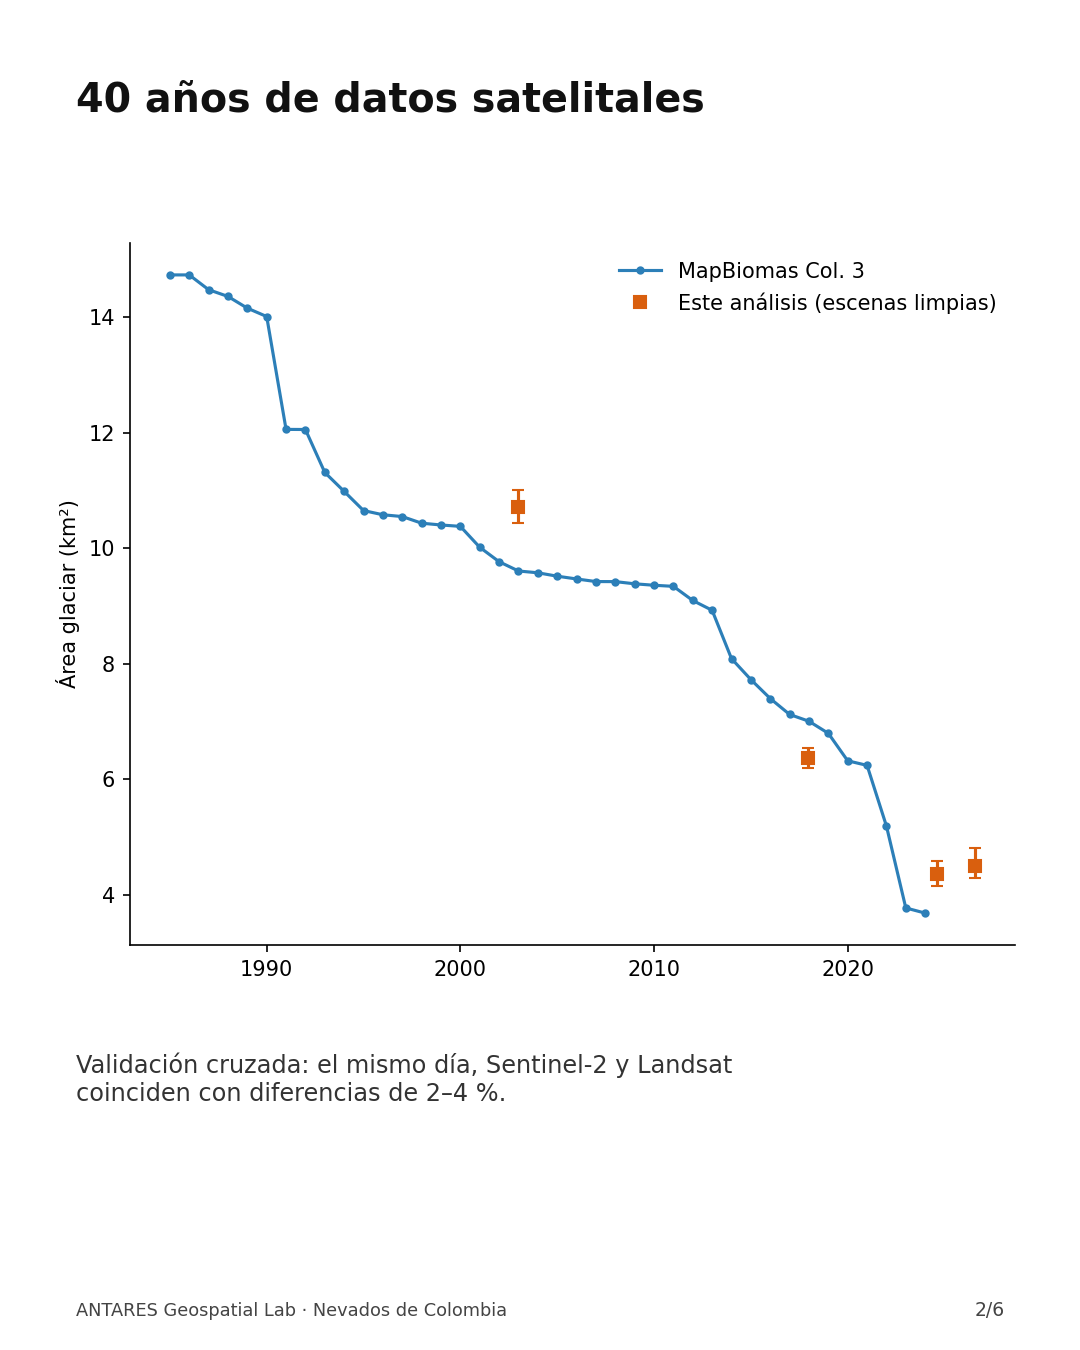 40 años de datos satelitales
MapBiomas Col. 3
Este análisis (escenas limpias)
Área glaciar (km²)
14
12
10
8
6
4
1990
2000
2010
2020
Validación cruzada: el mismo día, Sentinel-2 y Landsat
coinciden con diferencias de 2–4 %.
ANTARES Geospatial Lab · Nevados de Colombia
2/6